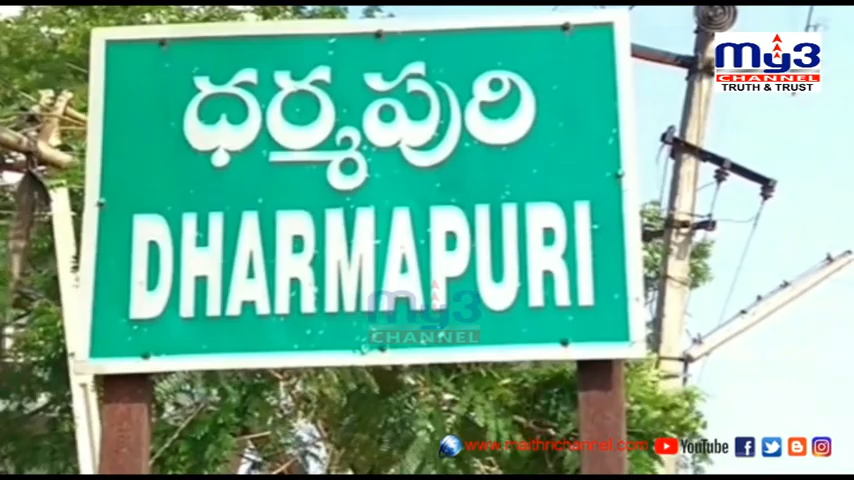 my3
CHANNEL
TRUTH & TRUST
ధర్మపురి
DHARMAPURI
my3
CHANNEL
www.maithrichannel.com YouTube